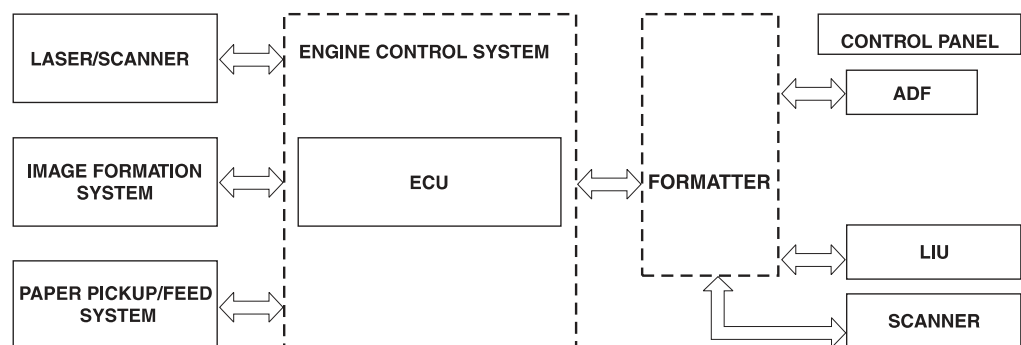 LASER/SCANNER
ENGINE CONTROL SYSTEM
CONTROL PANEL
ADF
IMAGE FORMATION
SYSTEM
ECU
FORMATTER
LIU
PAPER PICKUP/FEED
SYSTEM
SCANNER